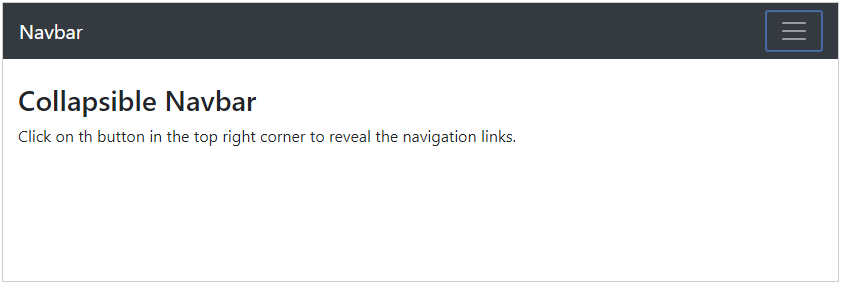 Navbar
Collapsible Navbar
Click on th button in the top right corner to reveal the navigation links.